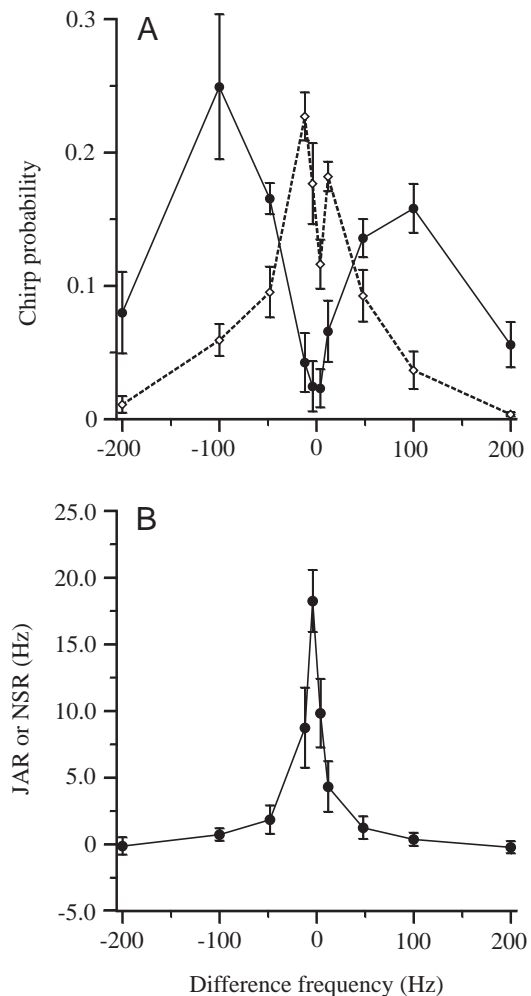 A
0.3
0.2
0.1
0
Chirp probability
-200 -100 0 100 200
B
25.0
20.0
15.0
10.0
5.0
0
-5.0
JAR or NSR (Hz)
-200 -100 0 100 200
Difference frequency (Hz)